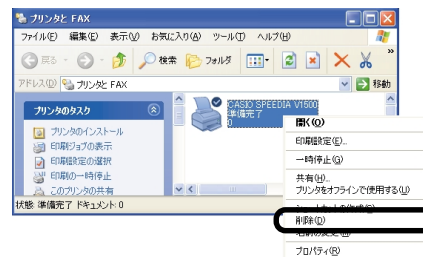 プリンタと FAX
ファイル(F) 編集(E) 表示(V) お気に入り(A) ツール(T) ヘルプ(H)
戻る 検索 フォルダ
アドレス(D) プリンタと FAX 移動
プリンタのタスク
プリンタのインストール
印刷ジョブの表示
印刷設定の選択
印刷の一時停止
このプリンタの共有
CASIO SPEEDIA V1500
準備完了
0
開く(O)
印刷設定(E)...
一時停止(G)
共有(H)...
プリンタをオフラインで使用する(U)
削除(D)
プロパティ(R)
状態: 準備完了 ドキュメント: 0